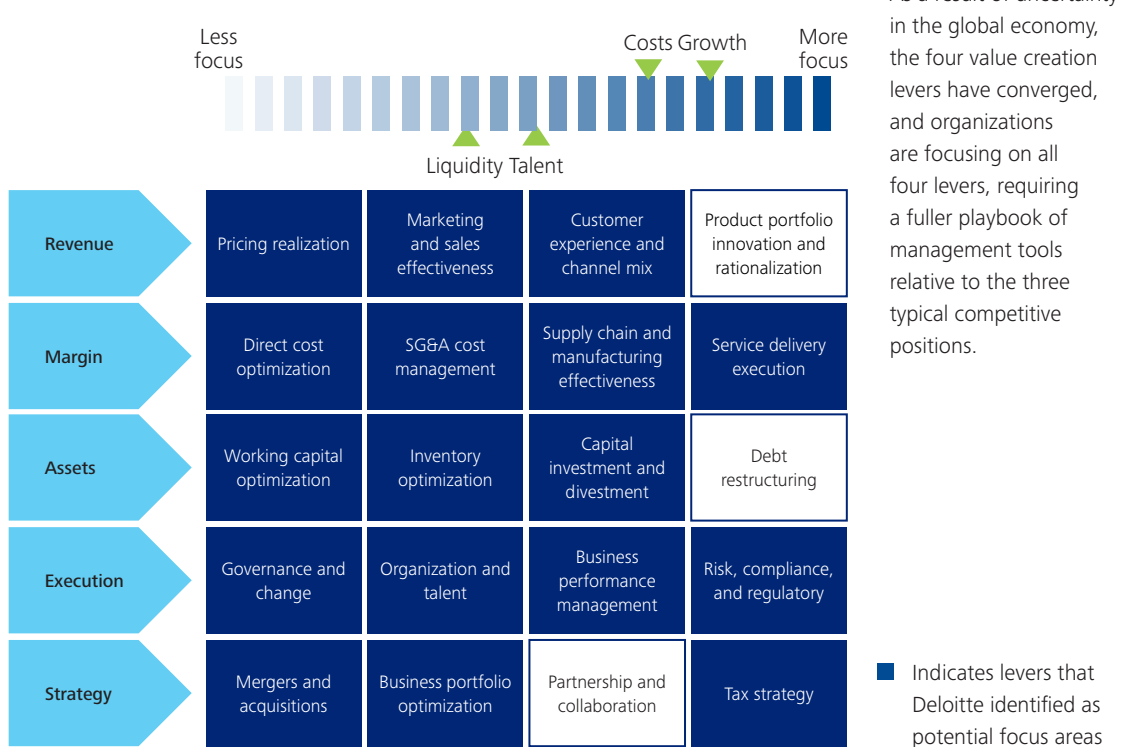 As a result of uncertainty
in the global economy,
the four value creation
levers have converged,
and organizations
are focusing on all
four levers, requiring
a fuller playbook of
management tools
relative to the three
typical competitive
positions.
Less
focus
Costs Growth
More
focus
Liquidity Talent
Revenue
Pricing realization
Marketing
and sales
effectiveness
Customer
experience and
channel mix
Product portfolio
innovation and
rationalization
Margin
Direct cost
optimization
SG&A cost
management
Supply chain and
manufacturing
effectiveness
Service delivery
execution
Assets
Working capital
optimization
Inventory
optimization
Capital
investment and
divestment
Debt
restructuring
Execution
Governance and
change
Organization and
talent
Business
performance
management
Risk, compliance,
and regulatory
Strategy
Mergers and
acquisitions
Business portfolio
optimization
Partnership and
collaboration
Tax strategy
Indicates levers that
Deloitte identified as
potential focus areas